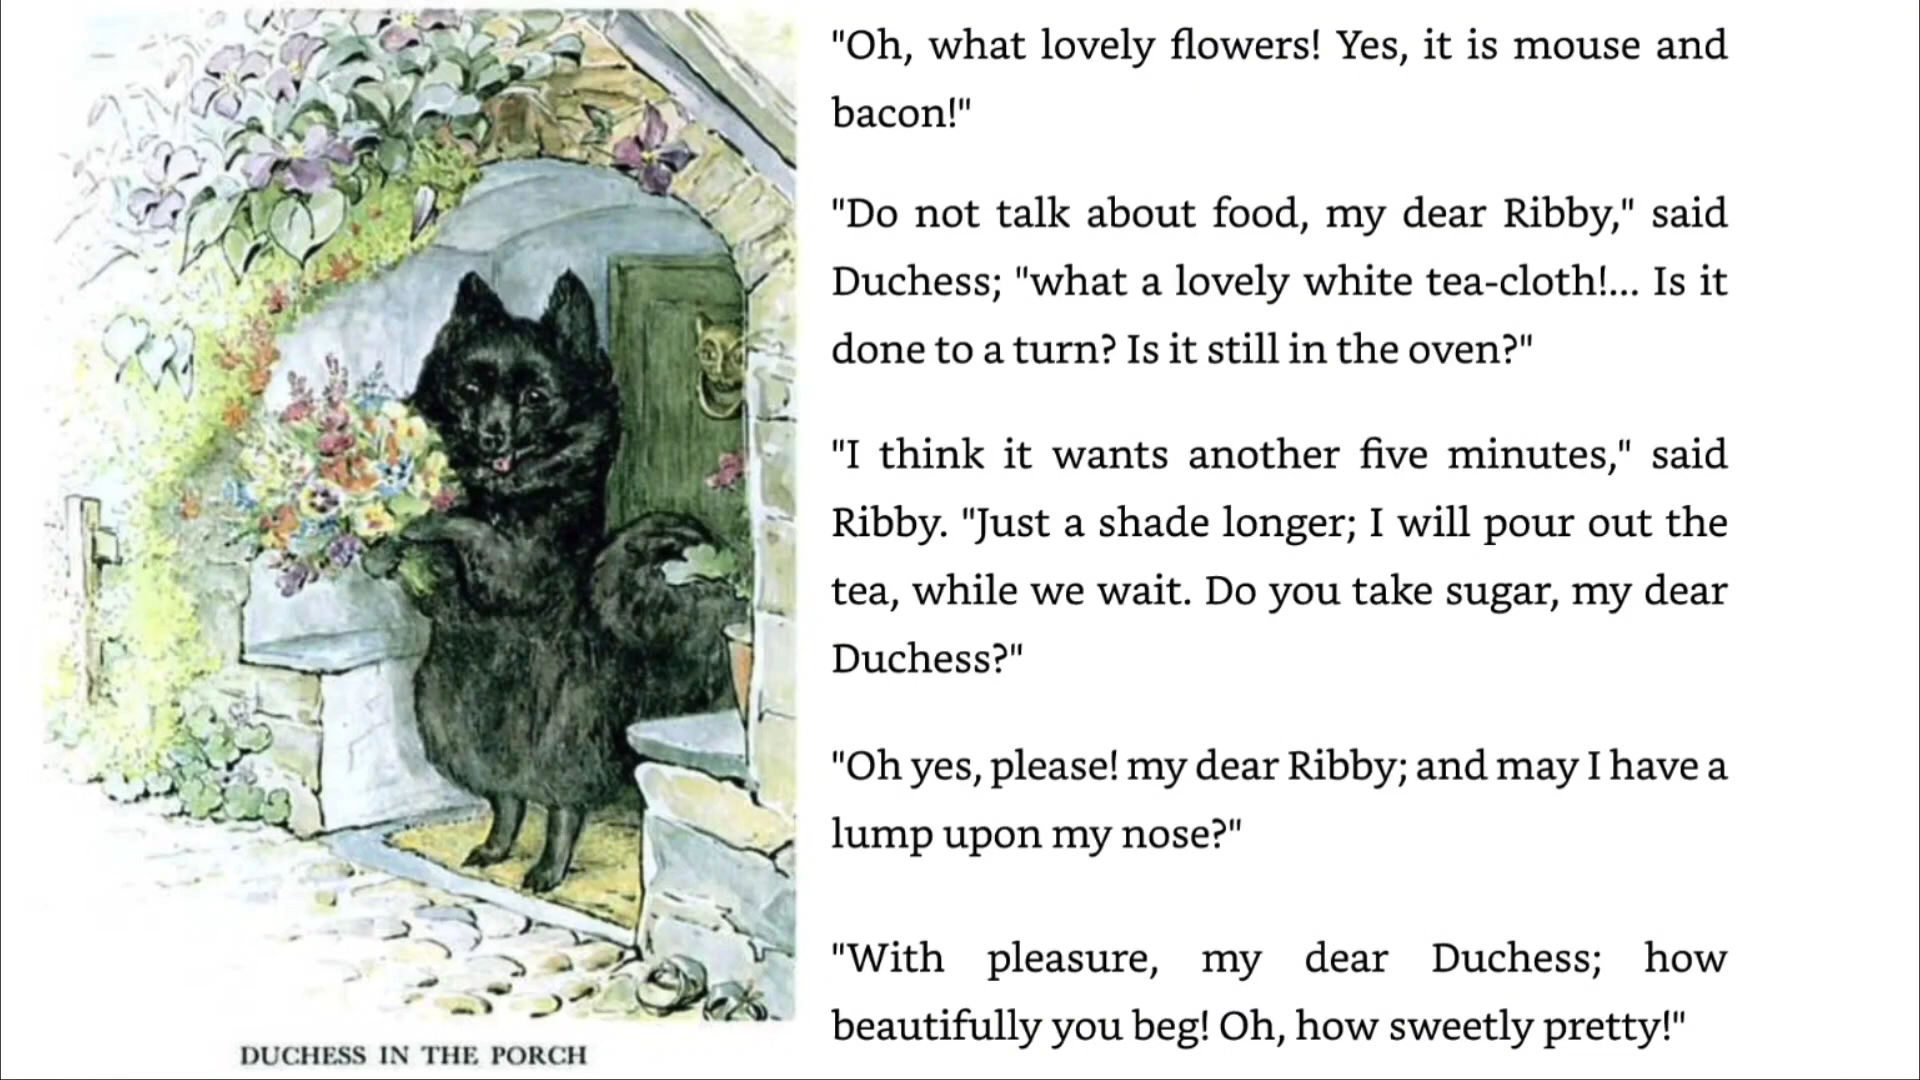 "Oh, what lovely flowers! Yes, it is mouse and
bacon!"
"Do not talk about food, my dear Ribby," said
Duchess; "what a lovely white tea-cloth!... Is it
done to a turn? Is it still in the oven?"
"I think it wants another five minutes," said
Ribby. "Just a shade longer; I will pour out the
tea, while we wait. Do you take sugar, my dear
Duchess?"
"Oh yes, please! my dear Ribby; and may I have a
lump upon my nose?"
"With pleasure, my dear Duchess; how
beautifully you beg! Oh, how sweetly pretty!"
DUCHESS IN THE PORCH